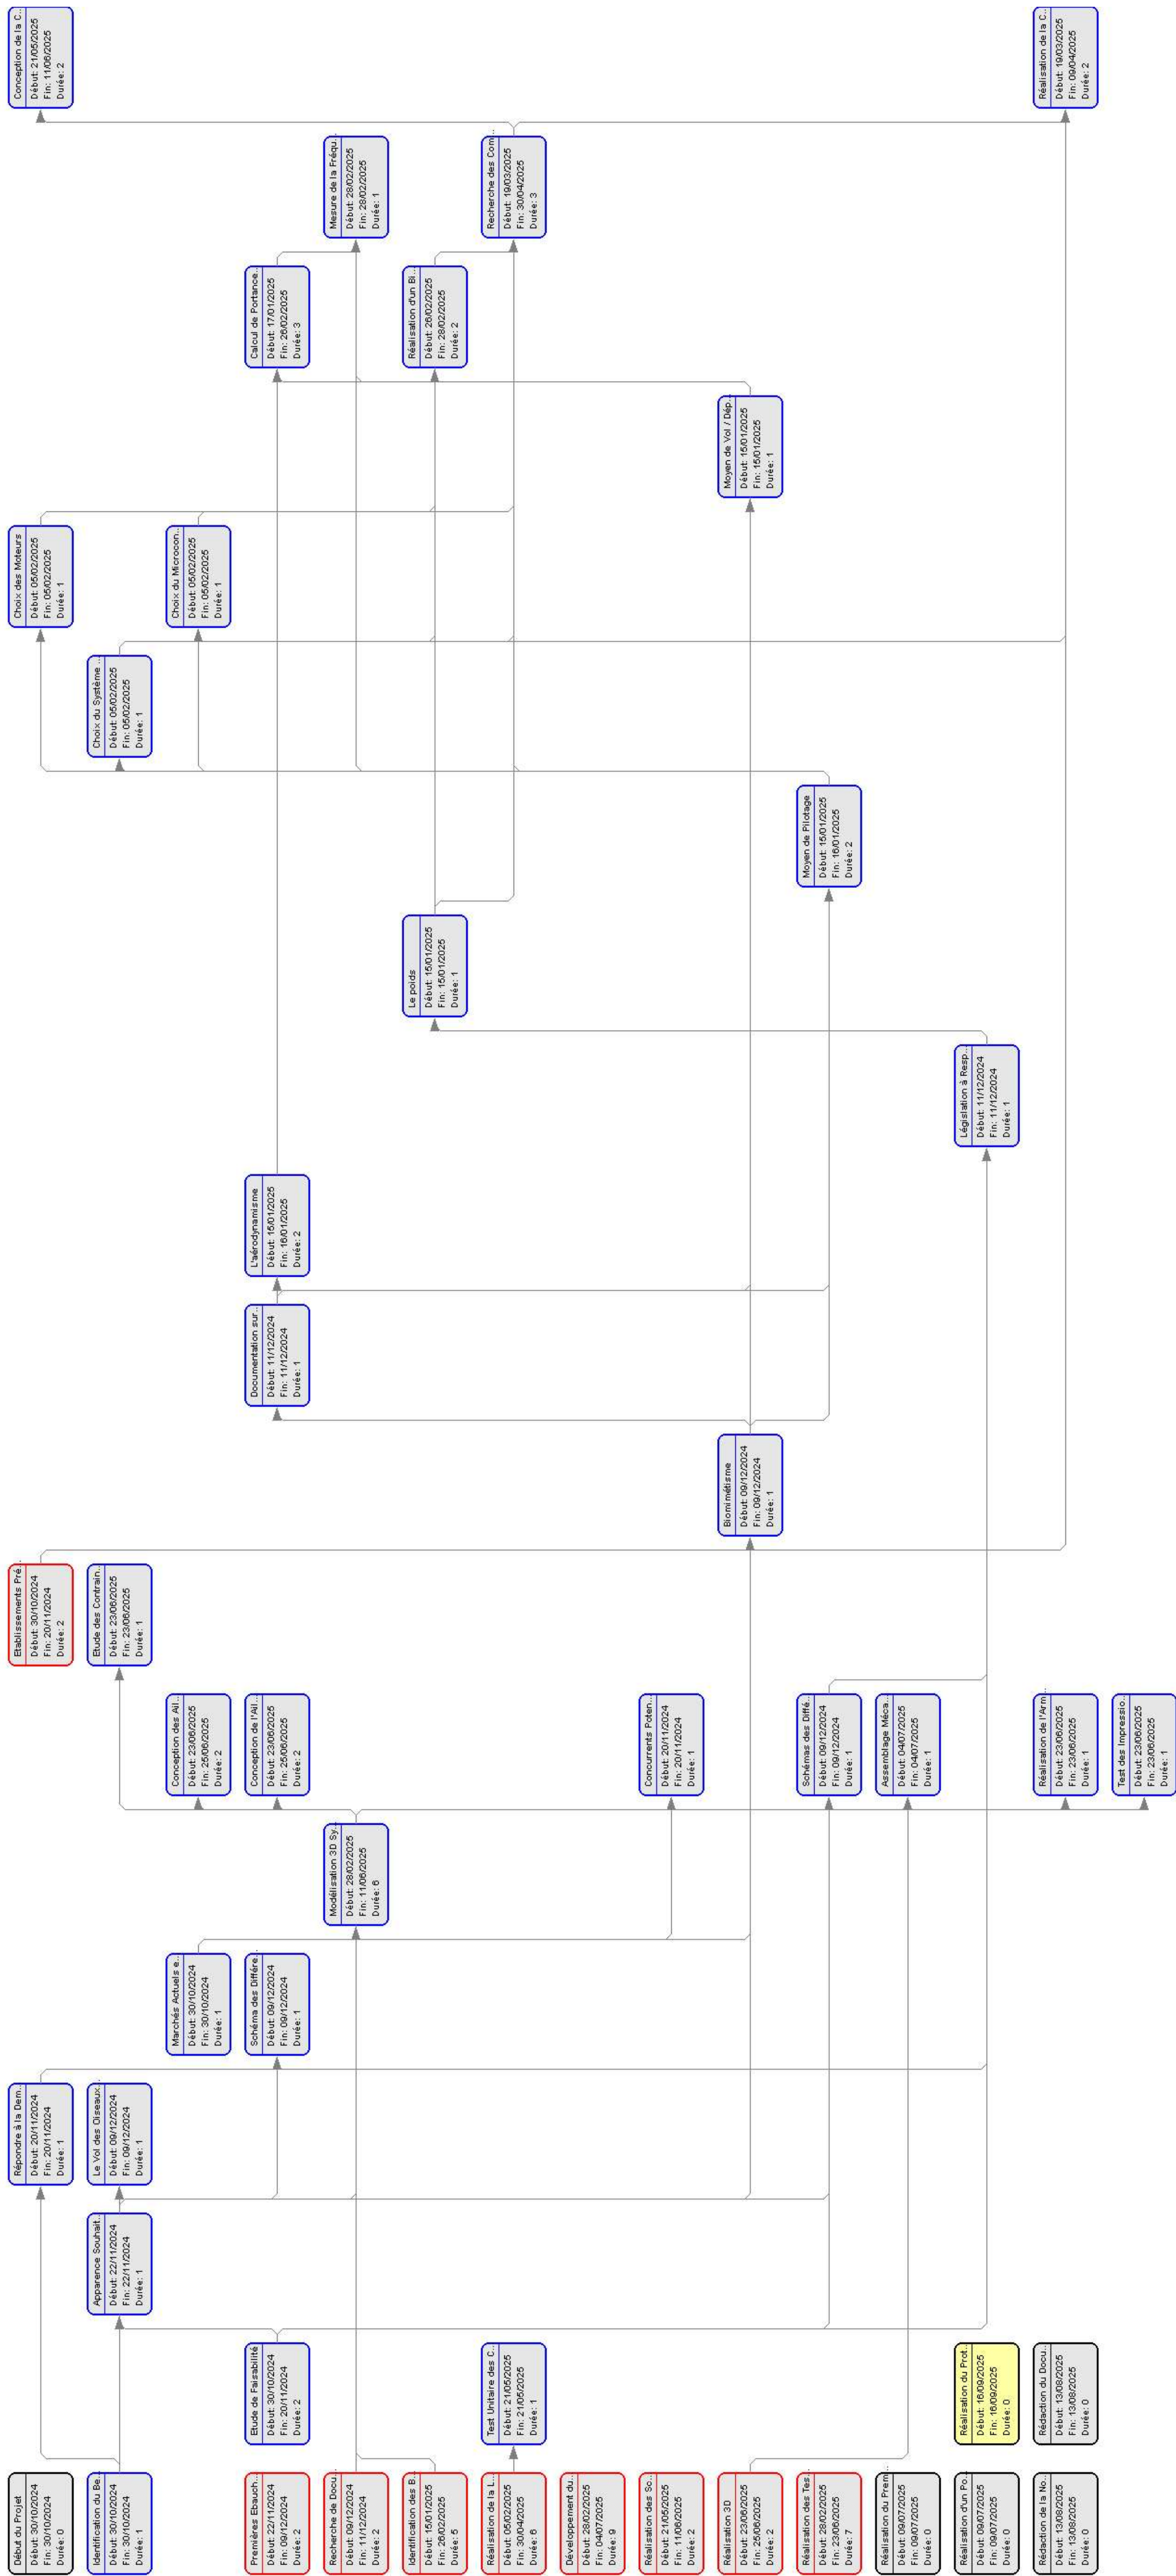 Début du Projet
Début: 30/10/2024
Fin: 30/10/2024
Durée: 0
Identification du Be...
Début: 30/10/2024
Fin: 30/10/2024
Durée: 1
Premières Ebauch...
Début: 22/11/2024
Fin: 09/12/2024
Durée: 2
Recherche de Docu...
Début: 09/12/2024
Fin: 11/12/2024
Durée: 2
Identification des B...
Début: 15/01/2025
Fin: 26/02/2025
Durée: 5
Réalisation de la L...
Début: 05/02/2025
Fin: 30/04/2025
Durée: 6
Développement du...
Début: 28/02/2025
Fin: 04/07/2025
Durée: 9
Réalisation des Sc...
Début: 21/05/2025
Fin: 11/06/2025
Durée: 2
Réalisation 3D
Début: 23/06/2025
Fin: 25/06/2025
Durée: 2
Réalisation des Tes...
Début: 28/02/2025
Fin: 23/06/2025
Durée: 7
Réalisation du Prem...
Début: 09/07/2025
Fin: 09/07/2025
Durée: 0
Réalisation d'un Po...
Début: 09/07/2025
Fin: 09/07/2025
Durée: 0
Rédaction de la No...
Début: 13/08/2025
Fin: 13/08/2025
Durée: 0
Etude de Faisabilité
Début: 30/10/2024
Fin: 20/11/2024
Durée: 2
Test Unitaire des C...
Début: 21/05/2025
Fin: 21/05/2025
Durée: 1
Réalisation du Prot...
Début: 16/09/2025
Fin: 16/09/2025
Durée: 0
Rédaction du Docu...
Début: 13/08/2025
Fin: 13/08/2025
Durée: 0
Apparence Souhait...
Début: 22/11/2024
Fin: 22/11/2024
Durée: 1
Répondre à la Dem...
Début: 20/11/2024
Fin: 20/11/2024
Durée: 1
Le Vol des Oiseaux...
Début: 09/12/2024
Fin: 09/12/2024
Durée: 1
Marchés Actuels e...
Début: 30/10/2024
Fin: 30/10/2024
Durée: 1
Schéma des Différe...
Début: 09/12/2024
Fin: 09/12/2024
Durée: 1
Modélisation 3D Sy...
Début: 28/02/2025
Fin: 11/06/2025
Durée: 6
Conception des Ail...
Début: 23/06/2025
Fin: 25/06/2025
Durée: 2
Conception de l'Ail...
Début: 23/06/2025
Fin: 25/06/2025
Durée: 2
Concurrents Poten...
Début: 20/11/2024
Fin: 20/11/2024
Durée: 1
Schémas des Diffé...
Début: 09/12/2024
Fin: 09/12/2024
Durée: 1
Assemblage Méca...
Début: 04/07/2025
Fin: 04/07/2025
Durée: 1
Réalisation de l'Arm...
Début: 23/06/2025
Fin: 23/06/2025
Durée: 1
Test des Impressio...
Début: 23/06/2025
Fin: 23/06/2025
Durée: 1
Etablissements Pré...
Début: 30/10/2024
Fin: 20/11/2024
Durée: 2
Etude des Contrain...
Début: 23/06/2025
Fin: 23/06/2025
Durée: 1
Biomimétisme
Début: 09/12/2024
Fin: 09/12/2024
Durée: 1
Documentation sur...
Début: 11/12/2024
Fin: 11/12/2024
Durée: 1
L'aérodynamisme
Début: 15/01/2025
Fin: 16/01/2025
Durée: 2
Législation à Resp...
Début: 11/12/2024
Fin: 11/12/2024
Durée: 1
Le poids
Début: 15/01/2025
Fin: 15/01/2025
Durée: 1
Moyen de Pilotage
Début: 15/01/2025
Fin: 16/01/2025
Durée: 2
Choix du Système ...
Début: 05/02/2025
Fin: 05/02/2025
Durée: 1
Choix des Moteurs
Début: 05/02/2025
Fin: 05/02/2025
Durée: 1
Choix du Microcon...
Début: 05/02/2025
Fin: 05/02/2025
Durée: 1
Moyen de Vol / Dép...
Début: 15/01/2025
Fin: 15/01/2025
Durée: 1
Calcul de Portance...
Début: 17/01/2025
Fin: 26/02/2025
Durée: 3
Réalisation d'un Bi...
Début: 26/02/2025
Fin: 28/02/2025
Durée: 2
Mesure de la Fréqu...
Début: 28/02/2025
Fin: 28/02/2025
Durée: 1
Recherche des Com...
Début: 19/03/2025
Fin: 30/04/2025
Durée: 3
Conception de la C...
Début: 21/05/2025
Fin: 11/06/2025
Durée: 2
Réalisation de la C...
Début: 19/03/2025
Fin: 09/04/2025
Durée: 2